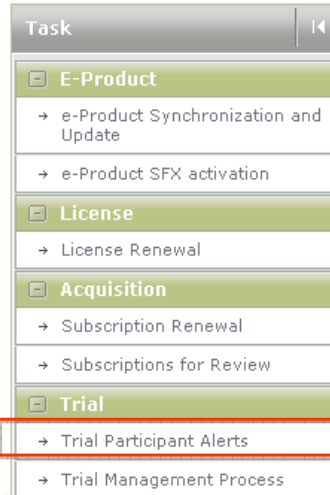 Task
E-Product
e-Product Synchronization and
Update
e-Product SFX activation
License
License Renewal
Acquisition
Subscription Renewal
Subscriptions for Review
Trial
Trial Participant Alerts
Trial Management Process